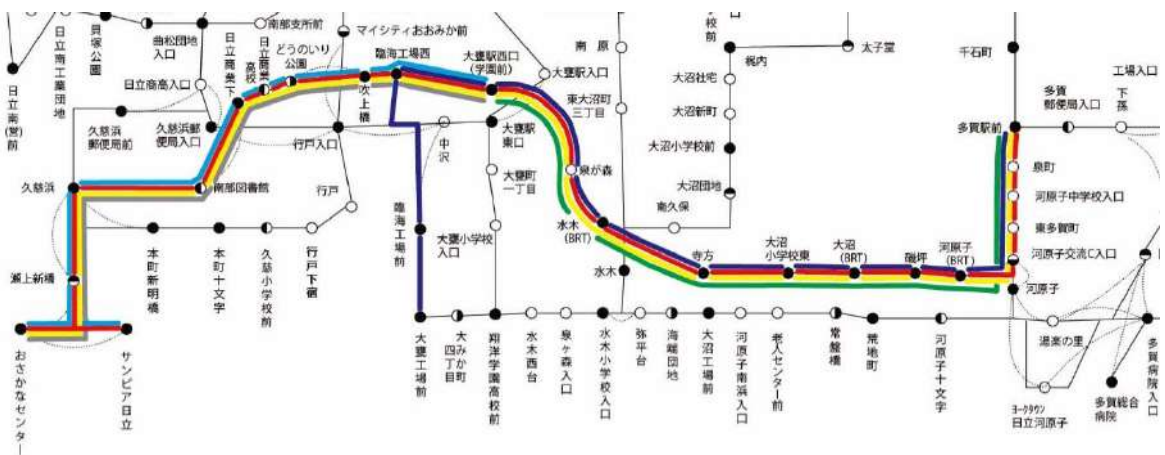 日立南(営)前
日立南工業団地
貝塚公園
曲松団地
入口
南部支所前
マイシティおおみか前
日立商高入口
日立商業下
日立商業
高校
どうのいり
公園
臨海工場西
吹上橋
大甕駅西口
(学園前)
大甕駅入口
南原
東大沼町
三丁目
学校前
梶内
太子堂
大沼社宅
大沼新町
大沼小学校前
大沼団地
南久保
千石町
工場入口
多賀
郵便局入口
下孫
多賀駅前
泉町
河原子中学校入口
東多賀町
河原子交流C入口
河原子
久慈浜
郵便局前
久慈浜郵
便局入口
行戸入口
中沢
大甕駅
東口
大甕町
一丁目
泉が森
久慈浜
南部図書館
行戸
臨海工場前
大甕小学校
入口
水木
(BRT)
水木
寺方
大沼
小学校東
大沼
(BRT)
磯坪
河原子
(BRT)
瀬上新橋
本町新明橋
本町十文字
久慈小学校前
行戸下宿
おさかなセンター
サンピア日立
大甕工場前
大みか町
四丁目
翔洋学園高校前
水木西台
泉ヶ森入口
水木小学校入口
弥平台
海端団地
大沼工場前
河原子南浜入口
老人センター前
常盤橋
荒地町
河原子十文字
湯楽の里
ヨークタウン
日立河原子
多賀総合
病院
多賀病院入口